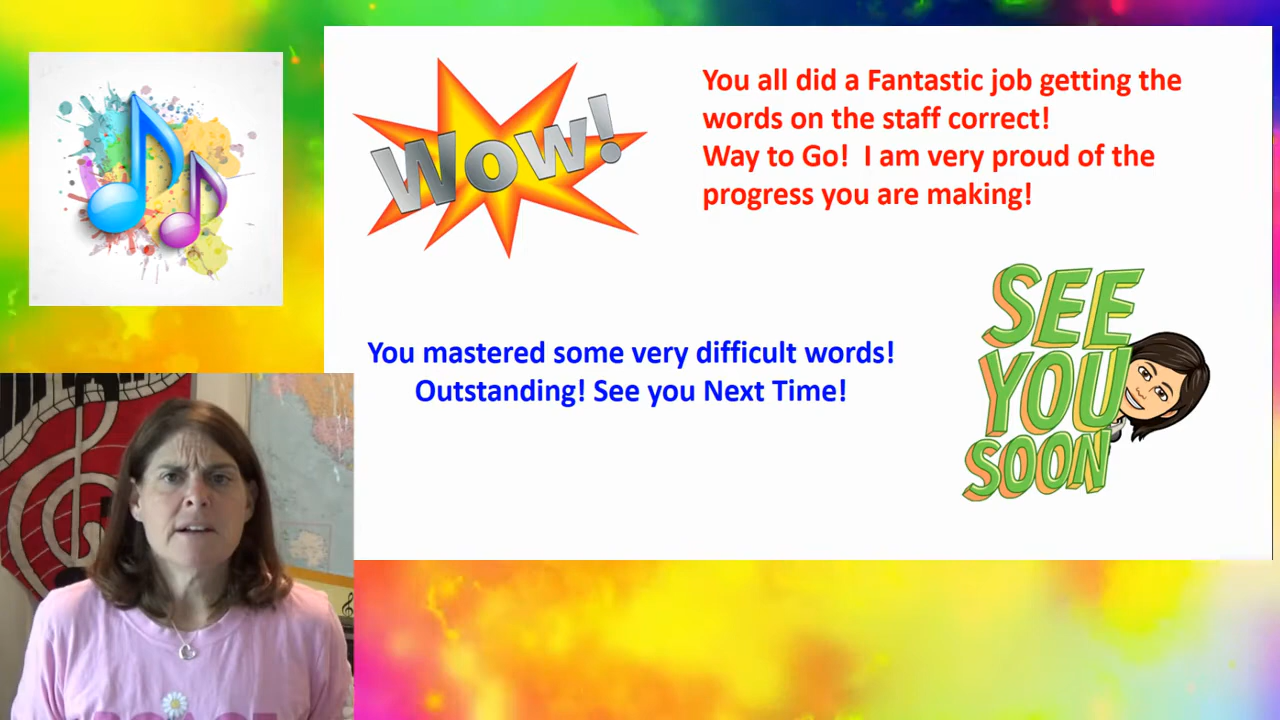 Wow!
You all did a Fantastic job getting the
words on the staff correct!
Way to Go! I am very proud of the
progress you are making!
You mastered some very difficult words!
Outstanding! See you Next Time!
SEE
YOU
SOON